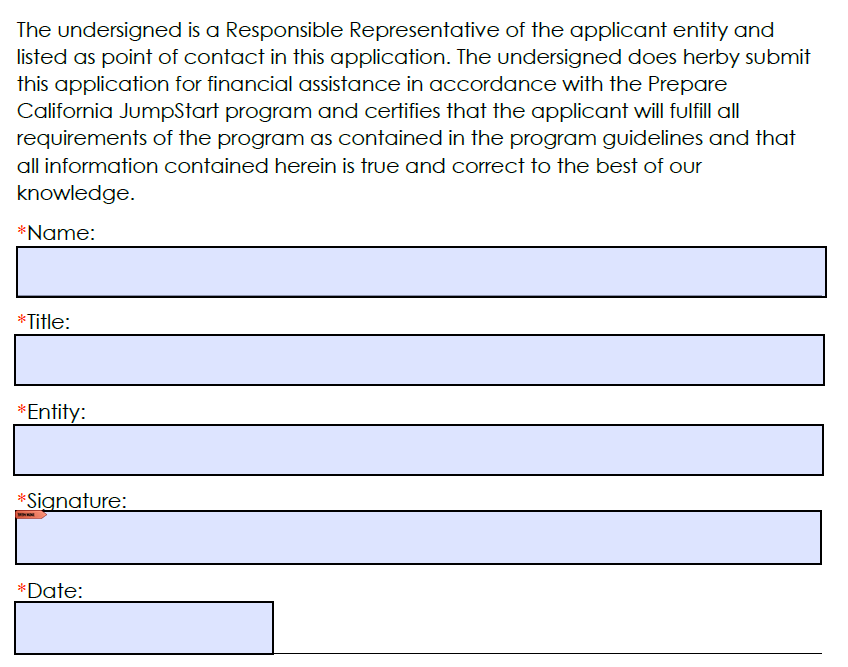 The undersigned is a Responsible Representative of the applicant entity and
listed as point of contact in this application. The undersigned does herby submit
this application for financial assistance in accordance with the Prepare
California JumpStart program and certifies that the applicant will fulfill all
requirements of the program as contained in the program guidelines and that
all information contained herein is true and correct to the best of our
knowledge.
*Name:
*Title:
*Entity:
*Signature:
*Date: